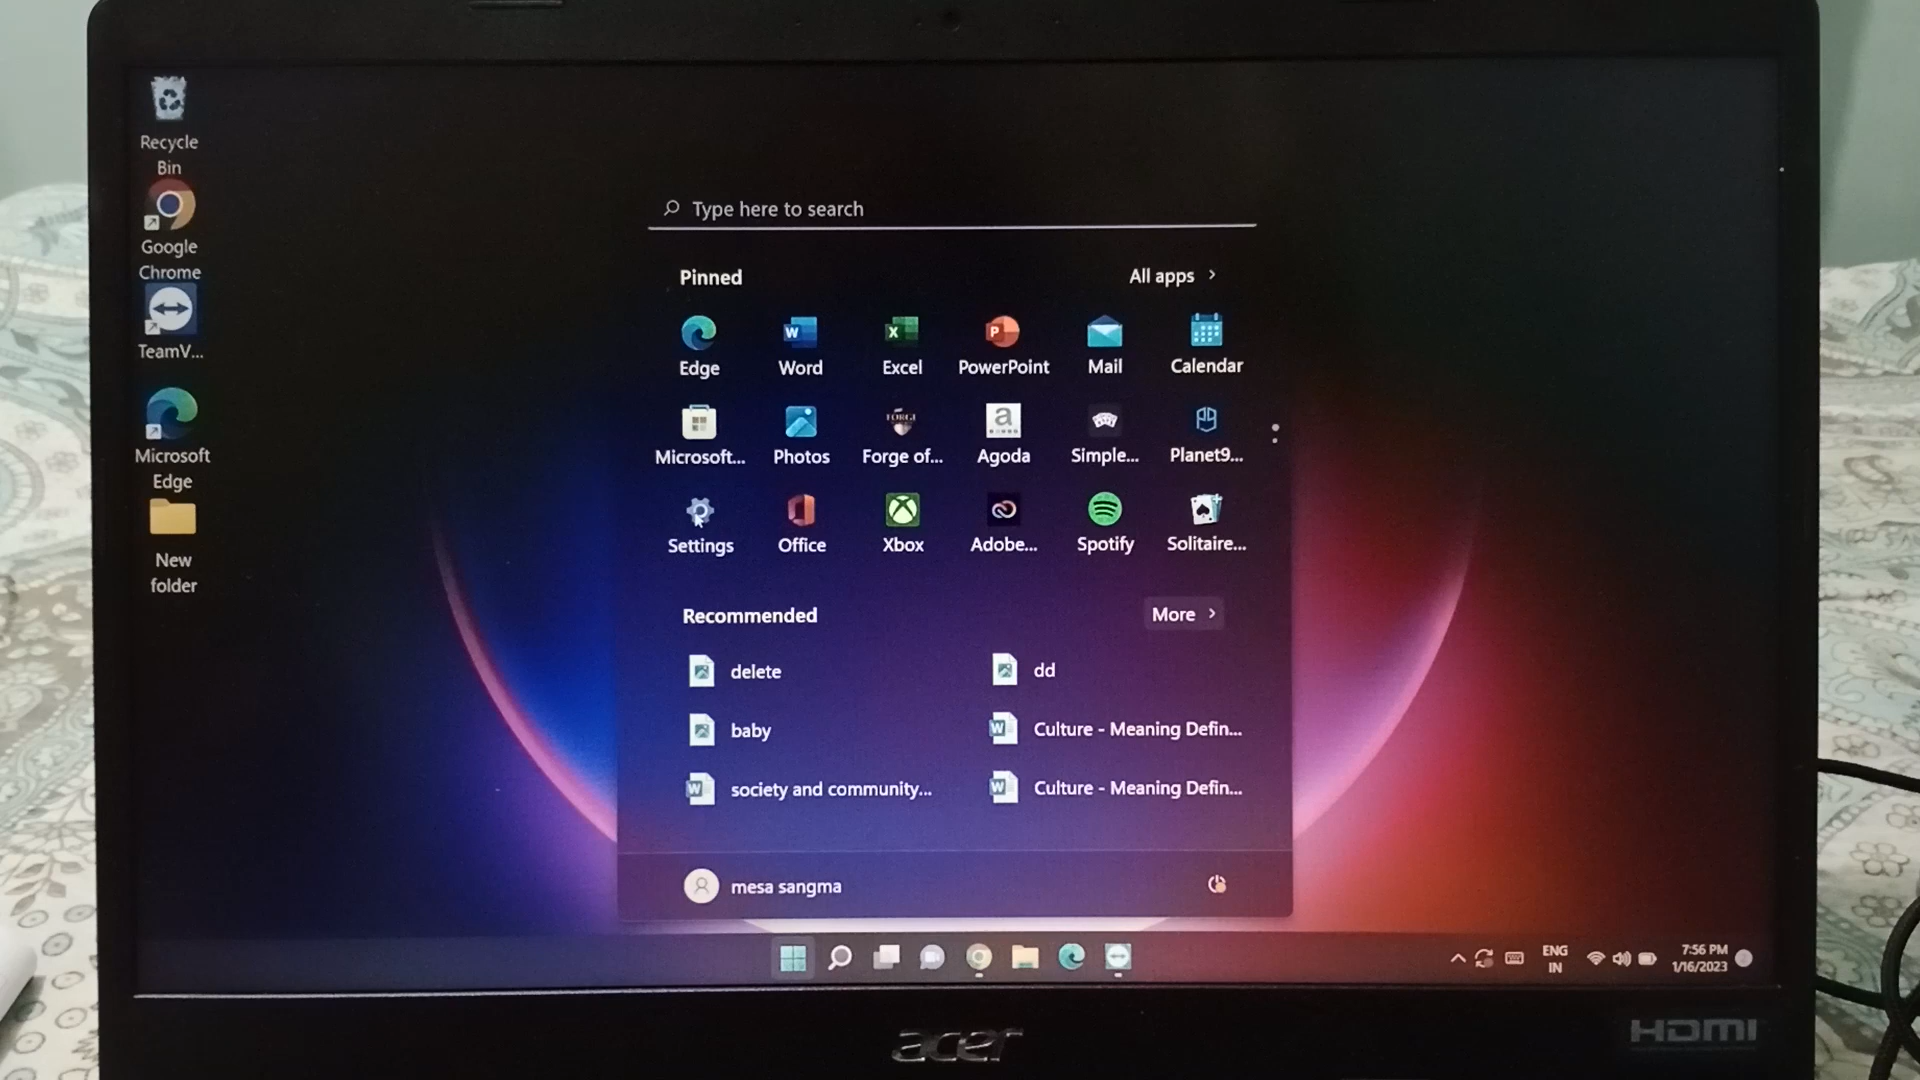 Recycle
Bin
Google
Chrome
TeamV...
Microsoft
Edge
New
folder
Type here to search
Pinned
All apps >
Edge
Word
Excel
PowerPoint
Mail
Calendar
Microsoft...
Photos
Forge of...
Agoda
Simple...
Planet9...
Settings
Office
Xbox
Adobe...
Spotify
Solitaire...
Recommended
More >
delete
dd
baby
Culture - Meaning Defin...
society and community...
Culture - Meaning Defin...
mesa sangma
ENG
IN
7:56 PM
1/16/2023
acer
HDMI